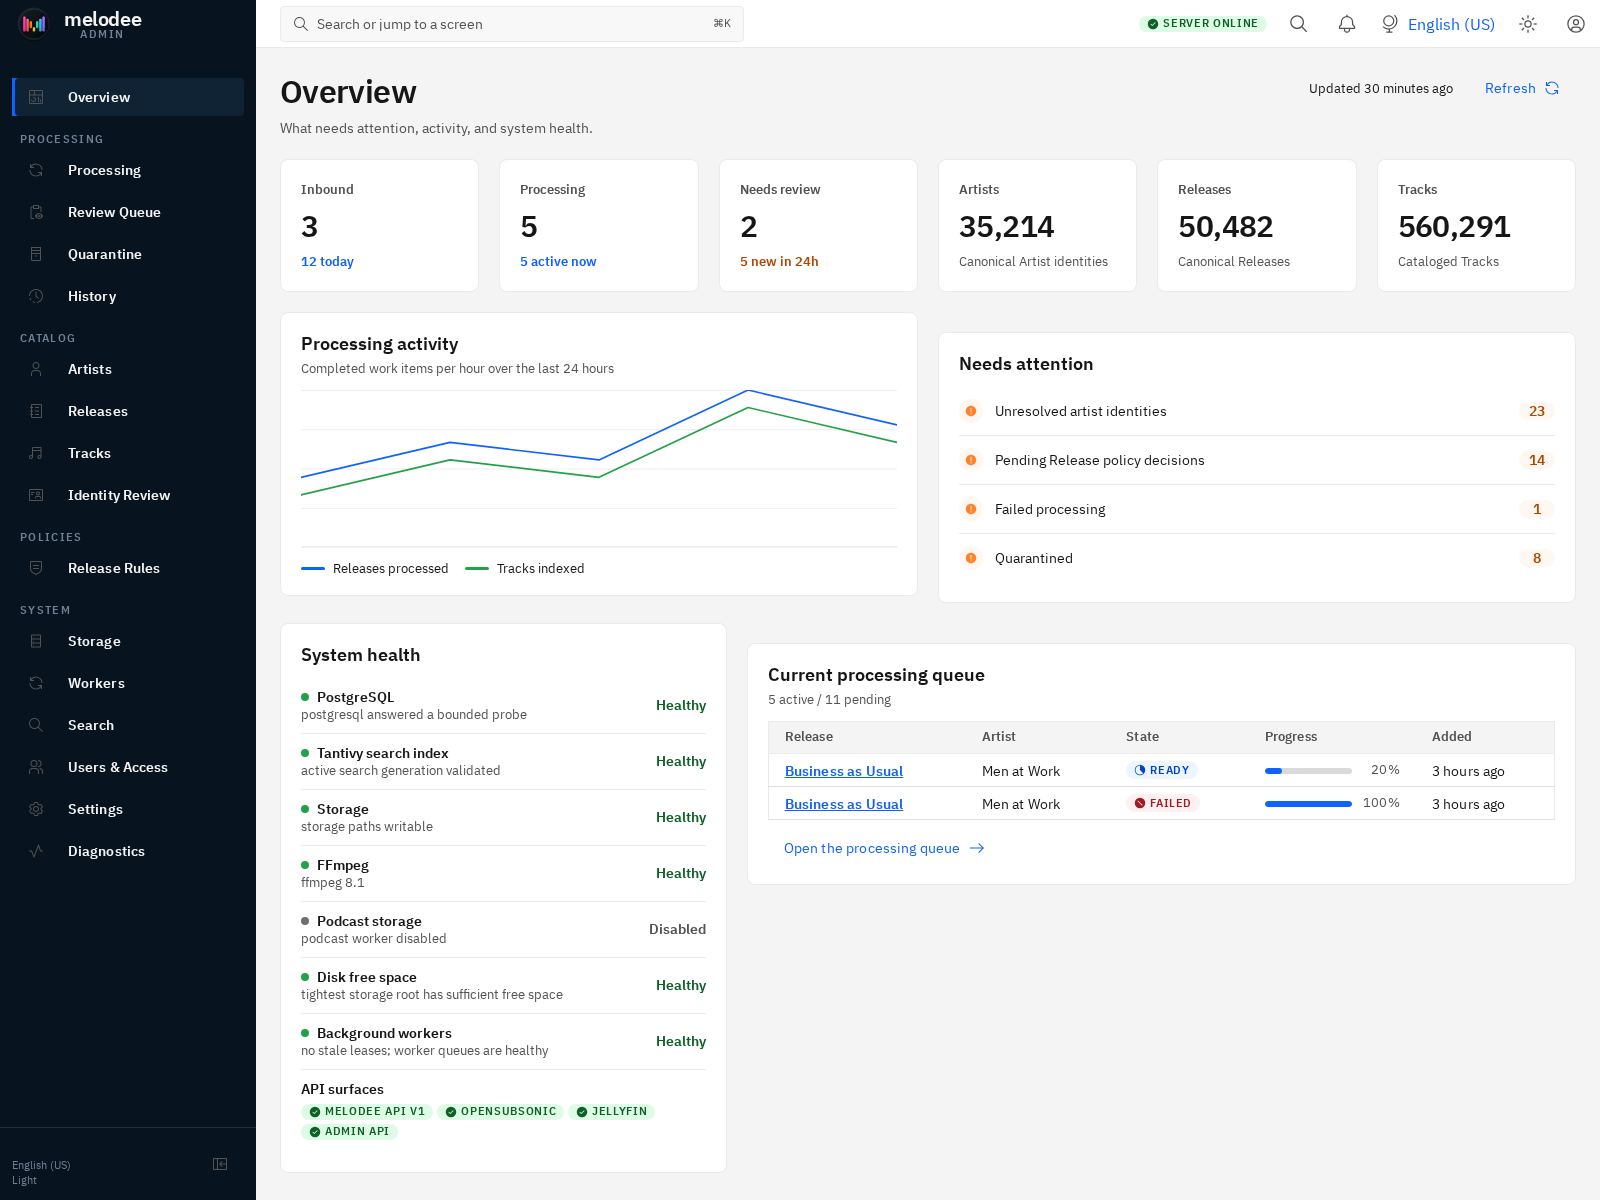 melodee
ADMIN
Search or jump to a screen
⌘K
SERVER ONLINE
English (US)
Overview
PROCESSING
Processing
Review Queue
Quarantine
History
CATALOG
Artists
Releases
Tracks
Identity Review
POLICIES
Release Rules
SYSTEM
Storage
Workers
Search
Users & Access
Settings
Diagnostics
English (US)
Light
Overview
What needs attention, activity, and system health.
Updated 30 minutes ago
Refresh
Inbound
3
12 today
Processing
5
5 active now
Needs review
2
5 new in 24h
Artists
35,214
Canonical Artist identities
Releases
50,482
Canonical Releases
Tracks
560,291
Cataloged Tracks
Processing activity
Completed work items per hour over the last 24 hours
Releases processed
Tracks indexed
Needs attention
Unresolved artist identities 23
Pending Release policy decisions 14
Failed processing 1
Quarantined 8
System health
PostgreSQL
postgresql answered a bounded probe
Healthy
Tantivy search index
active search generation validated
Healthy
Storage
storage paths writable
Healthy
FFmpeg
ffmpeg 8.1
Healthy
Podcast storage
podcast worker disabled
Disabled
Disk free space
tightest storage root has sufficient free space
Healthy
Background workers
no stale leases; worker queues are healthy
Healthy
API surfaces
MELODEE API V1 OPENSUBSONIC JELLYFIN
ADMIN API
Current processing queue
5 active / 11 pending
Release Artist State Progress Added
Business as Usual Men at Work READY 20% 3 hours ago
Business as Usual Men at Work FAILED 100% 3 hours ago
Open the processing queue